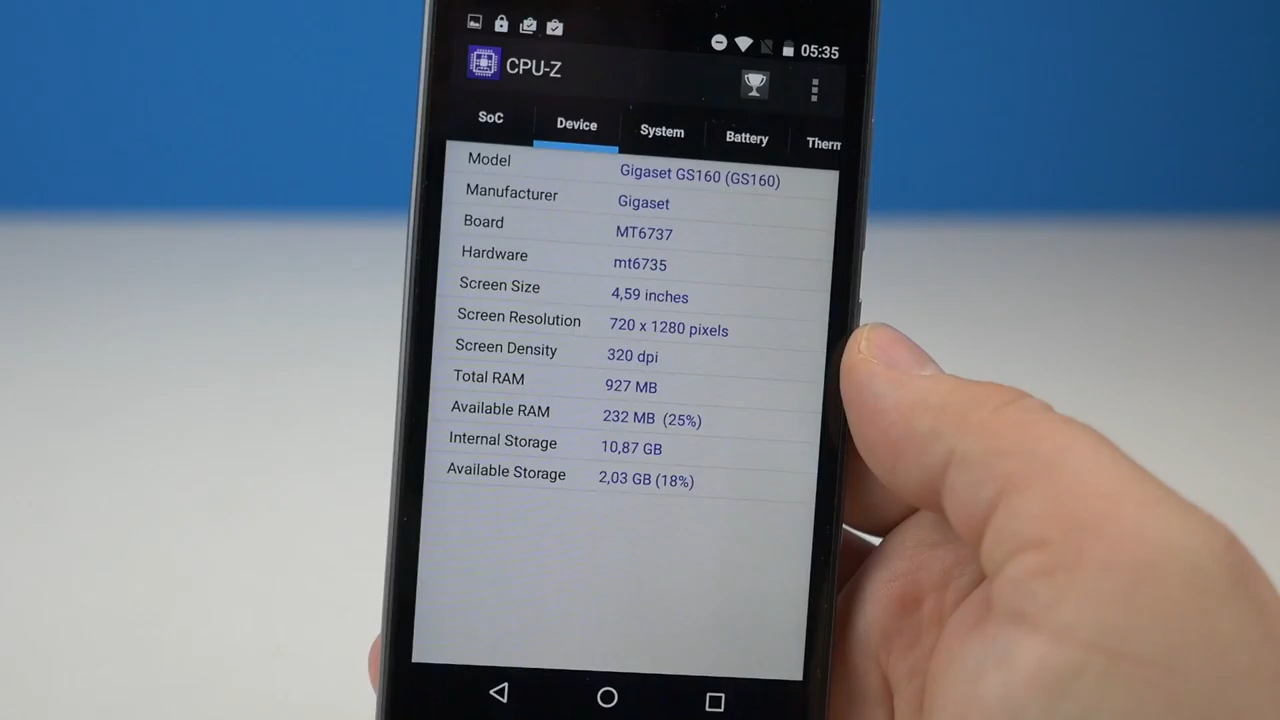 05:35
CPU-Z
SoC Device System Battery Therm
Model Gigaset GS160 (GS160)
Manufacturer Gigaset
Board MT6737
Hardware mt6735
Screen Size 4,59 inches
Screen Resolution 720 x 1280 pixels
Screen Density 320 dpi
Total RAM 927 MB
Available RAM 232 MB (25%)
Internal Storage 10,87 GB
Available Storage 2,03 GB (18%)